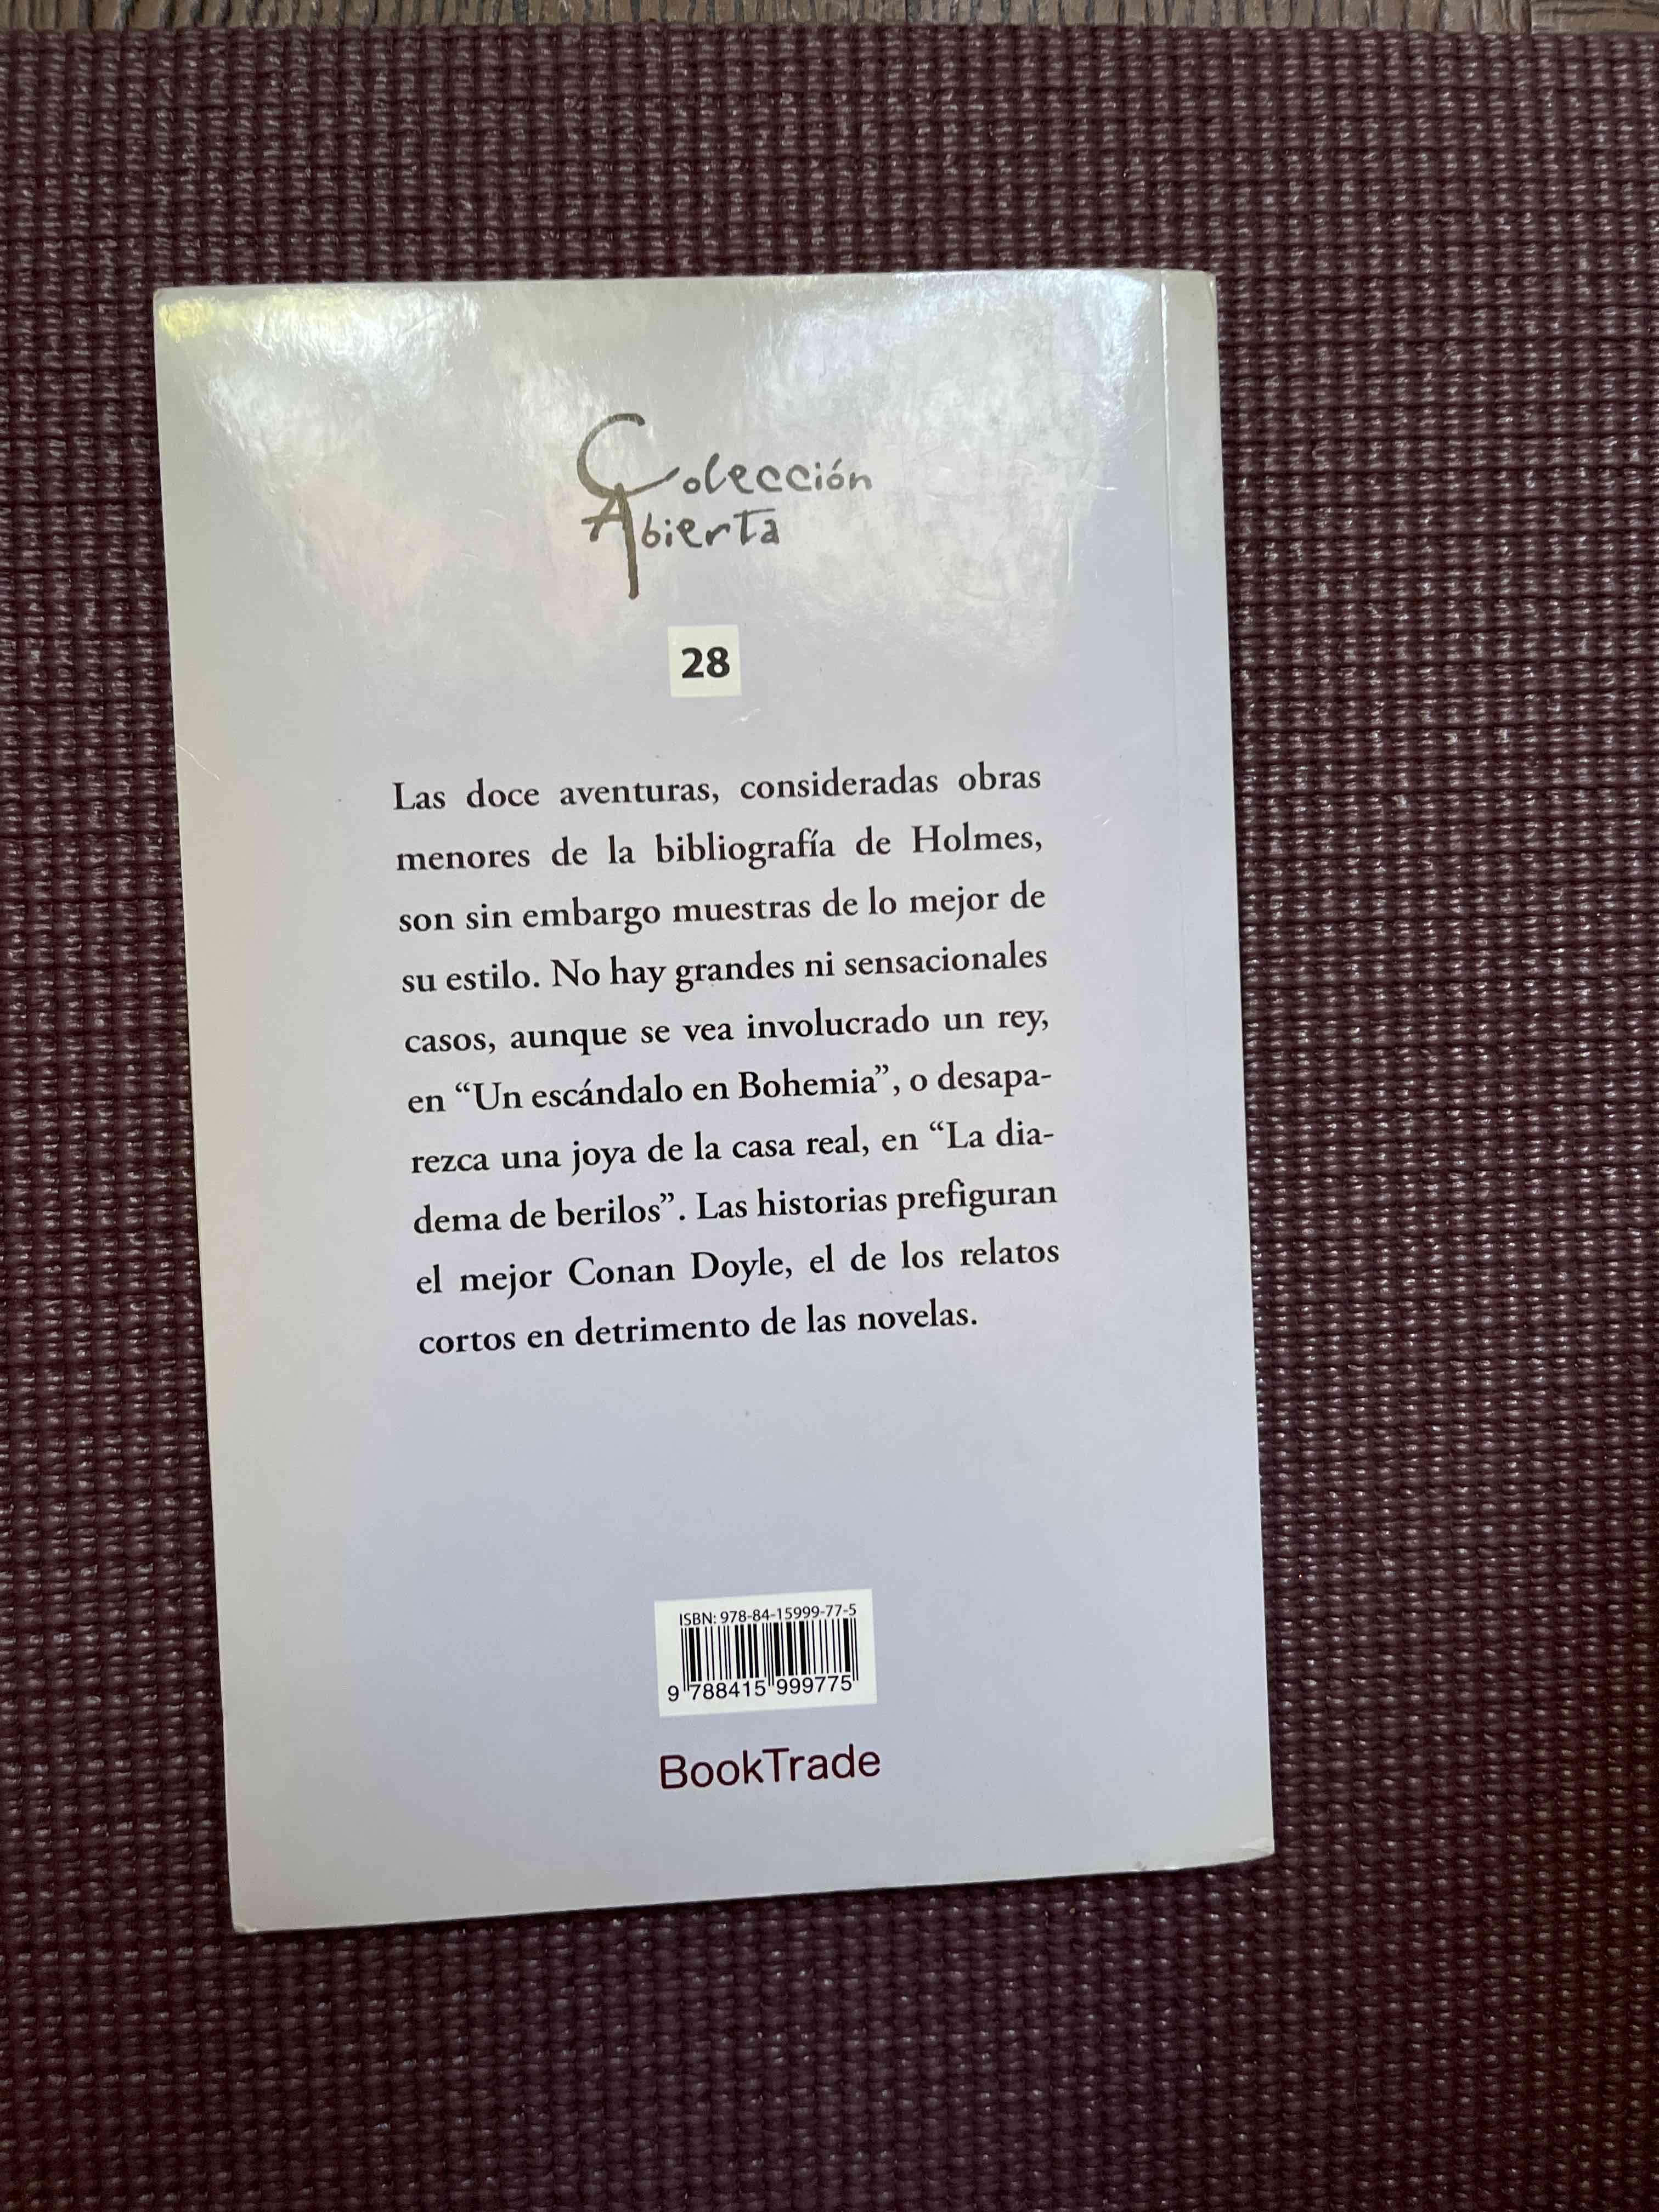 Colección
Abierta
28
Las doce aventuras, consideradas obras
menores de la bibliografía de Holmes,
son sin embargo muestras de lo mejor de
su estilo. No hay grandes ni sensacionales
casos, aunque se vea involucrado un rey,
en “Un escándalo en Bohemia”, o desapa-
rezca una joya de la casa real, en “La dia-
dema de berilos”. Las historias prefiguran
el mejor Conan Doyle, el de los relatos
cortos en detrimento de las novelas.
ISBN: 978-84-15999-77-5
9 788415 999775
BookTrade